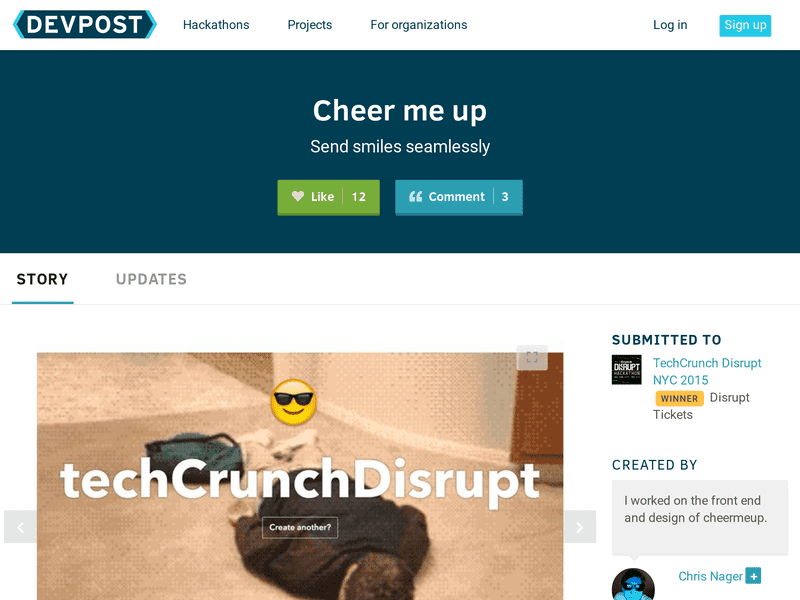 DEVPOST
Hackathons
Projects
For organizations
Log in
Sign up
Cheer me up
Send smiles seamlessly
Like 12
Comment 3
STORY
UPDATES
SUBMITTED TO
DISRUPT
HACKATHON
TechCrunch Disrupt
NYC 2015
WINNER Disrupt
Tickets
techCrunchDisrupt
Create another?
CREATED BY
I worked on the front end
and design of cheermeup.
Chris Nager +